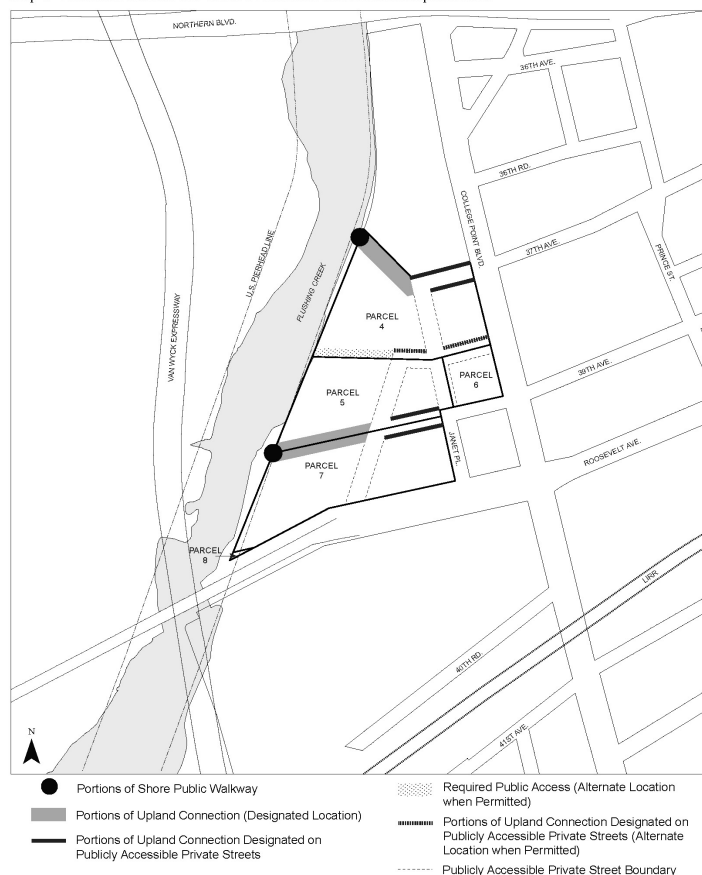 NORTHERN BLVD.
36TH AVE.
36TH RD.
COLLEGE POINT BLVD.
37TH AVE.
PRINCE ST.
U.S. PIERHEAD LINE
FLUSHING CREEK
VAN WYCK EXPRESSWAY
PARCEL
4
39TH AVE.
PARCEL
6
PARCEL
5
JANET PL.
ROOSEVELT AVE.
PARCEL
7
PARCEL
8
LIRR
40TH RD.
41ST AVE.
N
Portions of Shore Public Walkway
Portions of Upland Connection (Designated Location)
Portions of Upland Connection Designated on
Publicly Accessible Private Streets
Required Public Access (Alternate Location
when Permitted)
Portions of Upland Connection Designated on
Publicly Accessible Private Streets (Alternate
Location when Permitted)
Publicly Accessible Private Street Boundary